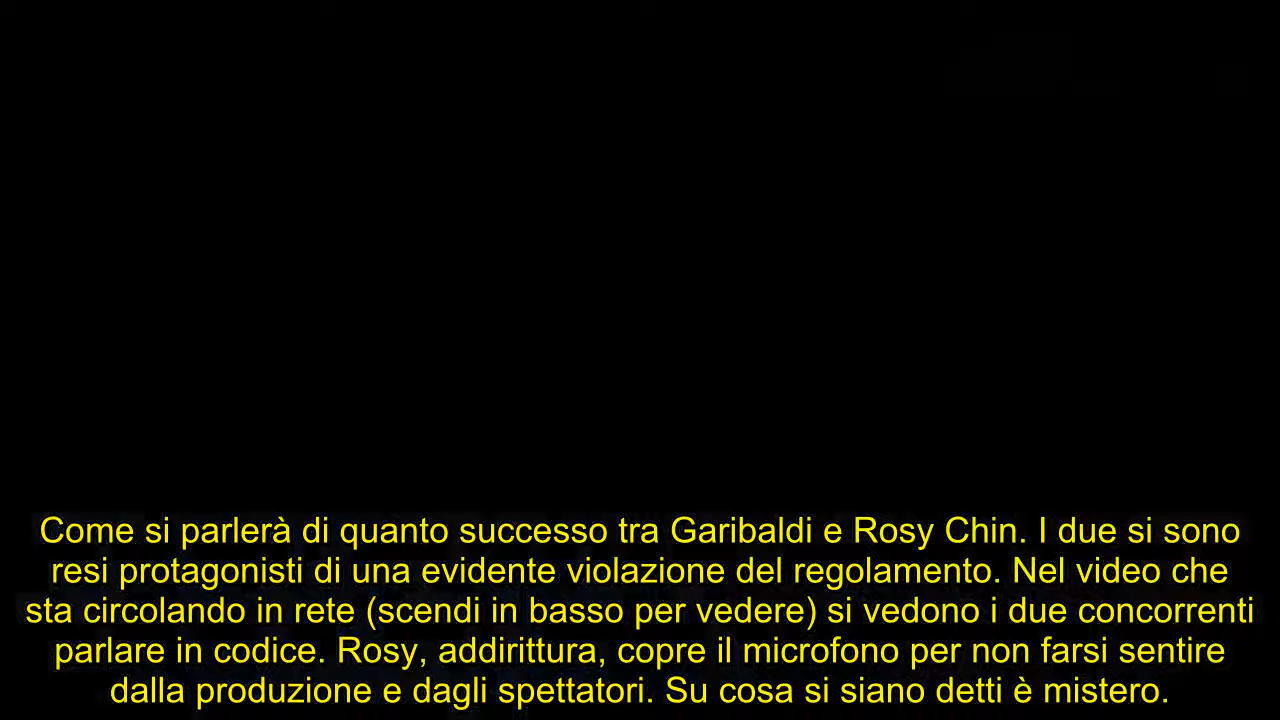 Come si parlerà di quanto successo tra Garibaldi e Rosy Chin. I due si sono
resi protagonisti di una evidente violazione del regolamento. Nel video che
sta circolando in rete (scendi in basso per vedere) si vedono i due concorrenti
parlare in codice. Rosy, addirittura, copre il microfono per non farsi sentire
dalla produzione e dagli spettatori. Su cosa si siano detti è mistero.